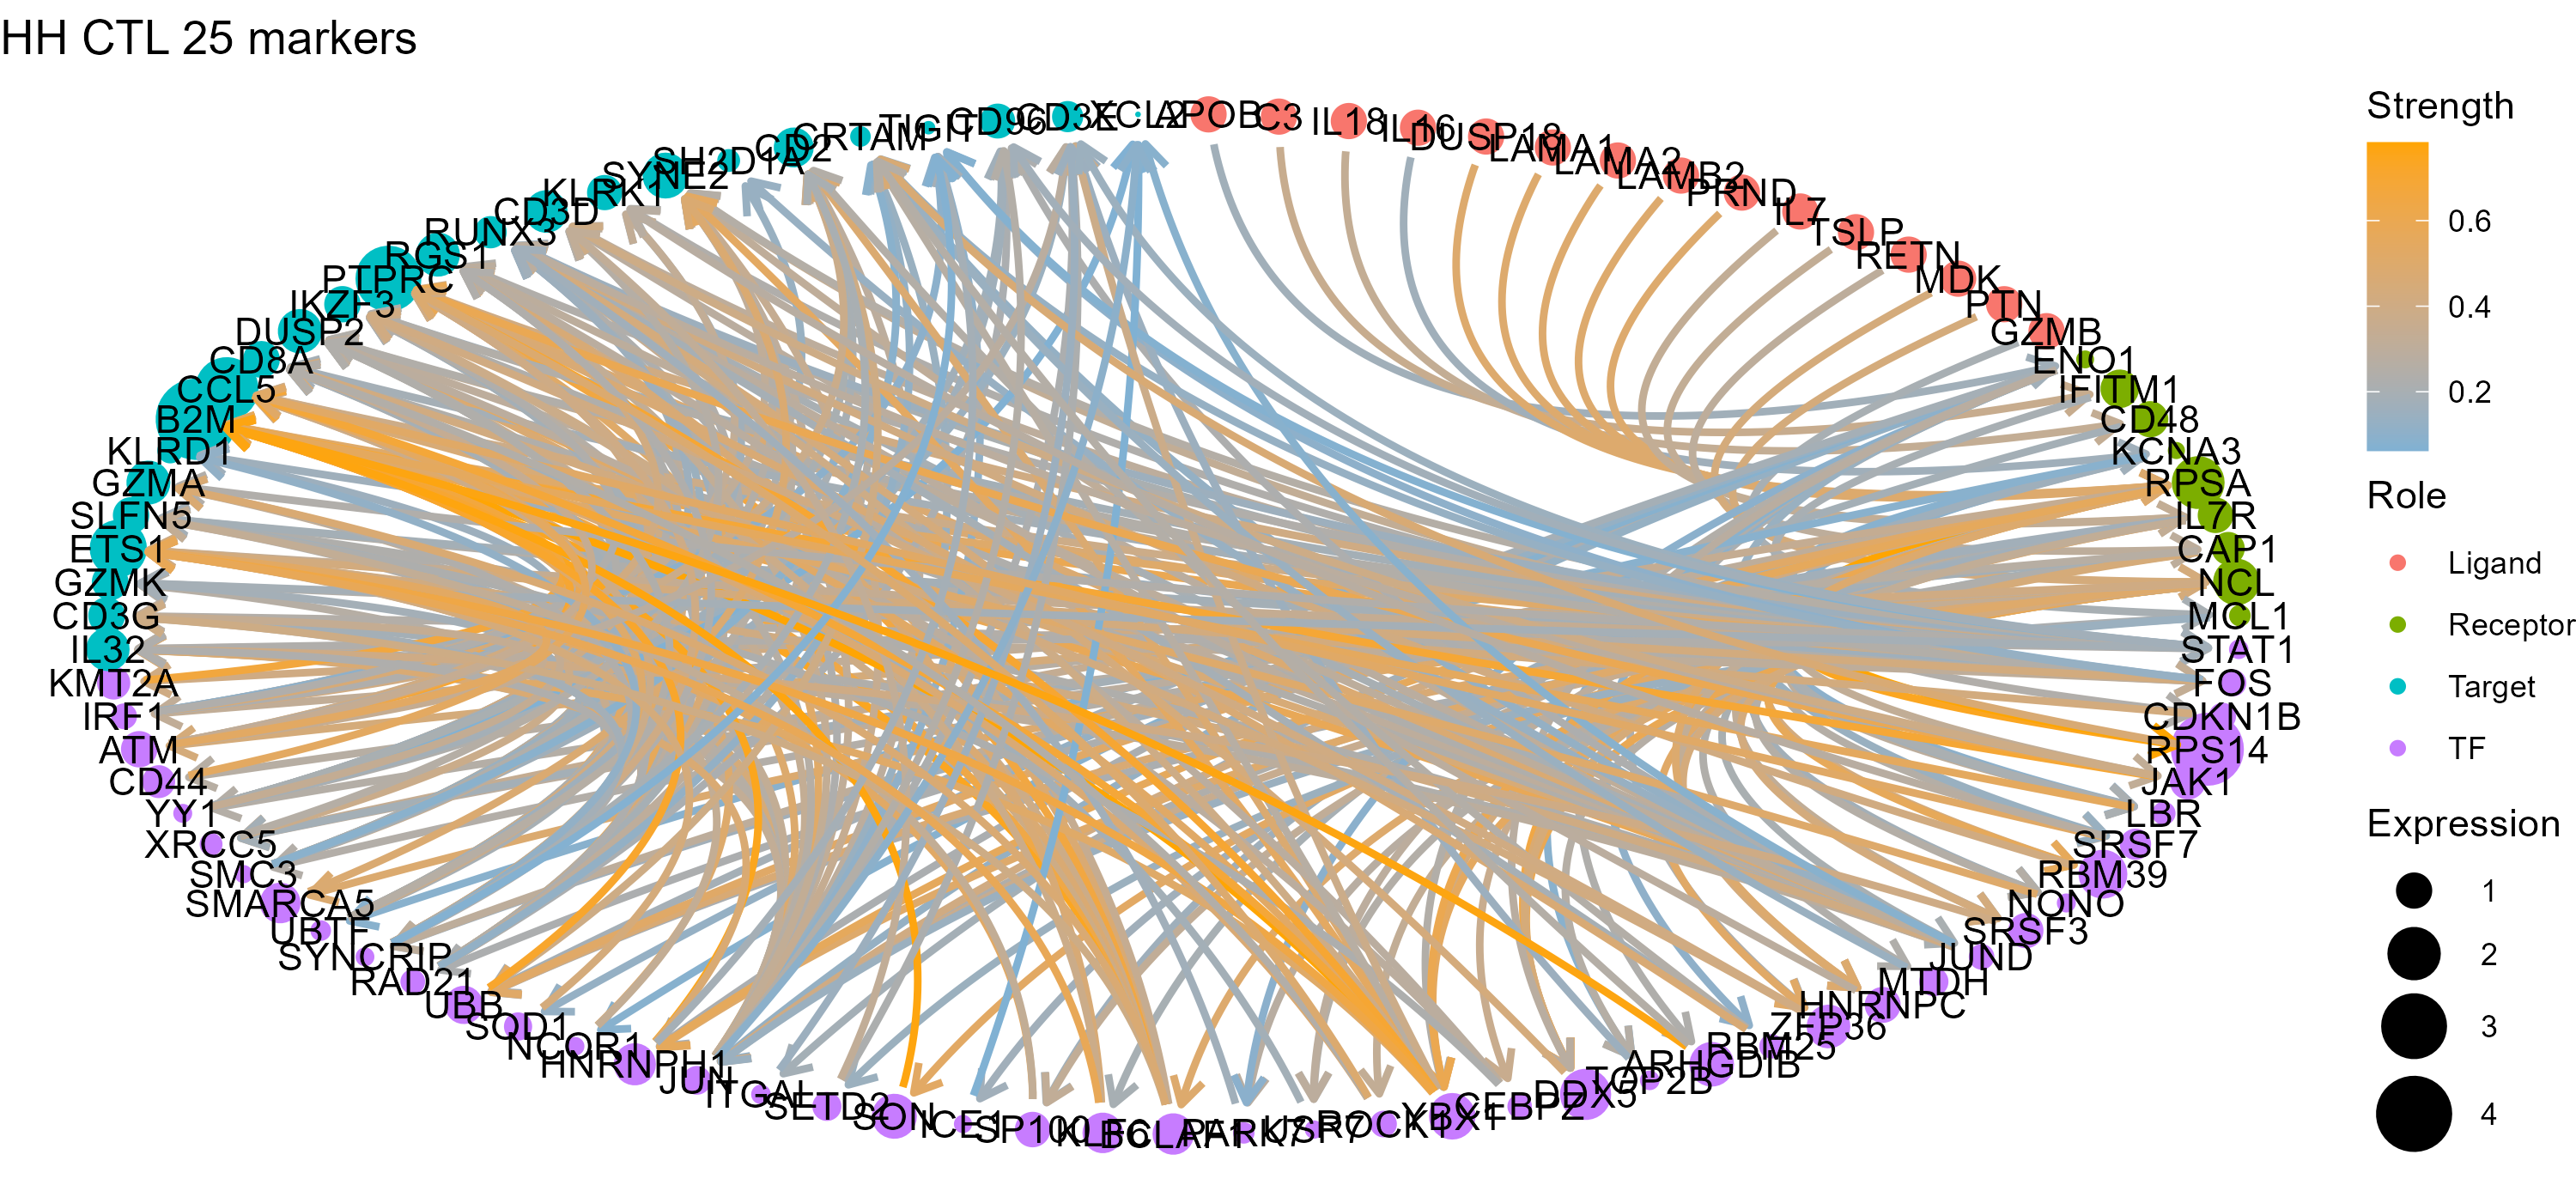 HH CTL 25 markers
XCL2
APOB
C3
IL18
IL16
DUSP18
LAMA1
LAMA2
LAMB2
PRND
IL7
TSLP
RETN
MDK
PTN
GZMB
ENO1
IFITM1
CD48
KCNA3
RPSA
IL7R
CAP1
NCL
MCL1
STAT1
FOS
CDKN1B
RPS14
JAK1
LBR
SRSF7
RBM39
NONO
SRSF3
JUND
MTDH
HNRNPC
ZFP36
RBM25
ARHGDIB
TOP2B
DDX5
CEBPZ
YBX1
ROCK1
USP7
PARK7
BCLAF1
KLF6
SP100
ICE1
SON
SETD2
ITGAL
JUN
HNRNPH1
NCOR1
SOD1
UBB
RAD21
SYNCRIP
UBTF
SMARCA5
SMC3
XRCC5
YY1
CD44
ATM
IRF1
KMT2A
IL32
CD3G
GZMK
ETS1
SLFN5
GZMA
KLRD1
B2M
CCL5
CD8A
DUSP2
IKZF3
PTPRC
RGS1
RUNX3
CD3D
KLRK1
SYNE2
SH2D1A
CD2
CRTAM
TIGIT
CD96
CD3E
Strength
0.6
0.4
0.2
Role
Ligand
Receptor
Target
TF
Expression
1
2
3
4